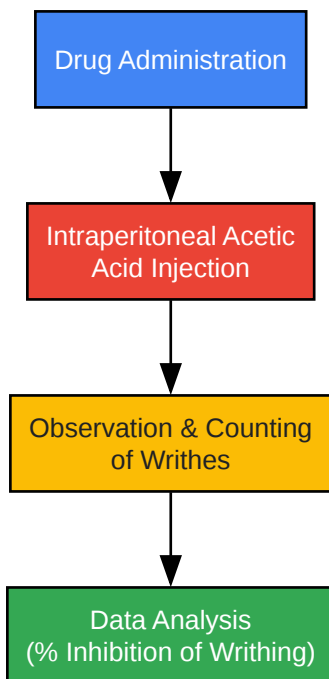 Drug Administration
Intraperitoneal Acetic
Acid Injection
Observation & Counting
of Writhes
Data Analysis
(% Inhibition of Writhing)